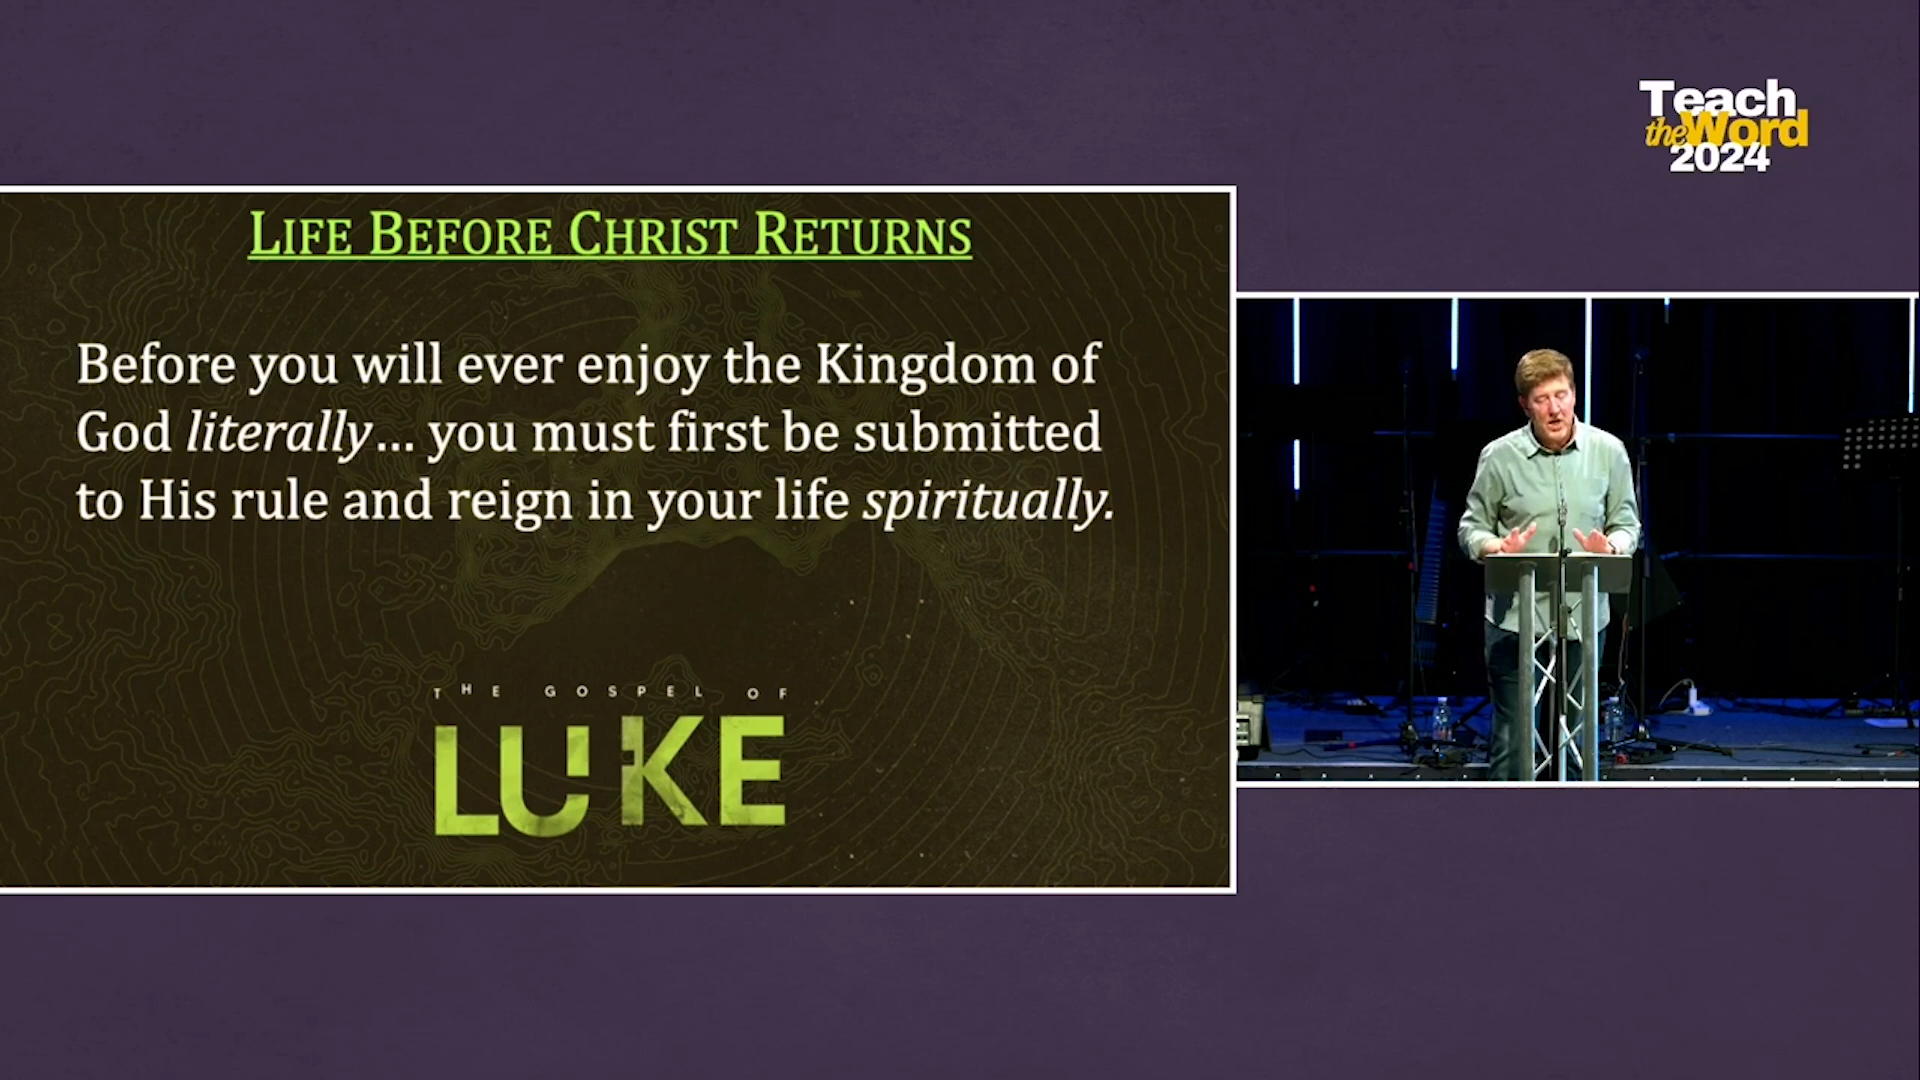 Teach
the Word
2024
LIFE BEFORE CHRIST RETURNS
Before you will ever enjoy the Kingdom of
God literally... you must first be submitted
to His rule and reign in your life spiritually.
THE GOSPEL OF
LUKE